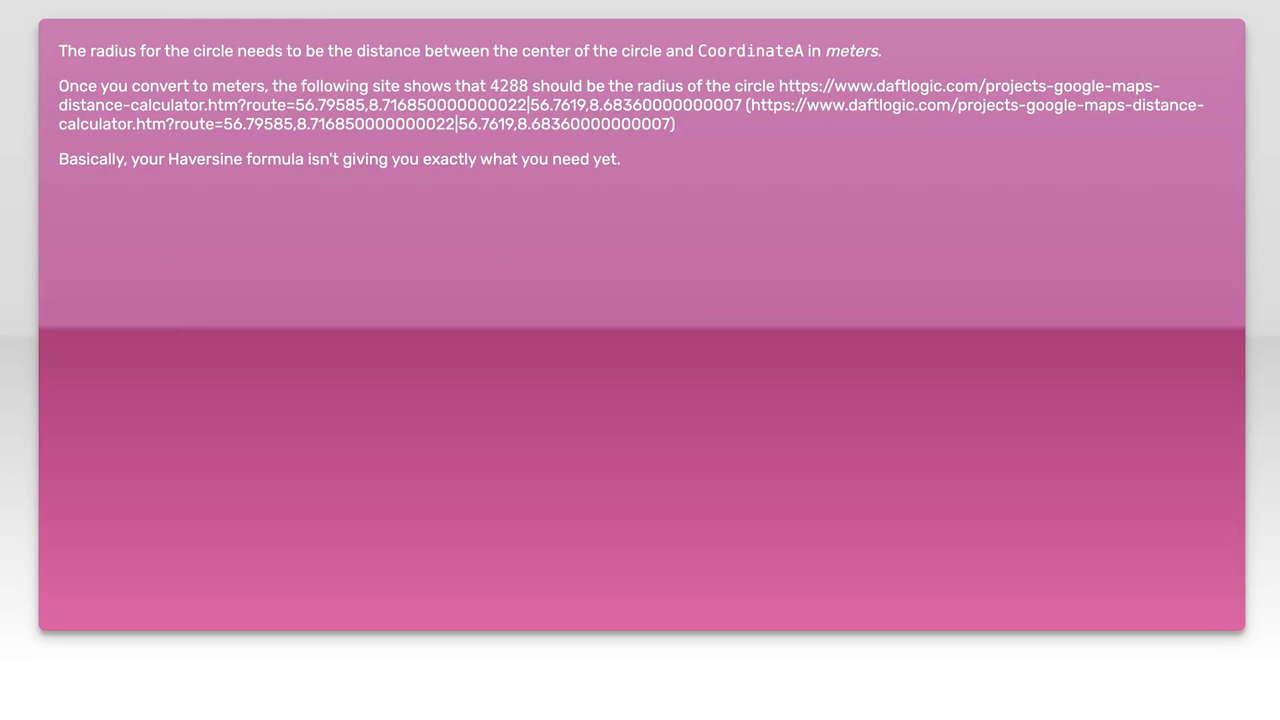 The radius for the circle needs to be the distance between the center of the circle and CoordinateA in meters.
Once you convert to meters, the following site shows that 4288 should be the radius of the circle https://www.daftlogic.com/projects-google-maps-
distance-calculator.htm?route=56.79585,8.716850000000022|56.7619,8.68360000000007 (https://www.daftlogic.com/projects-google-maps-distance-
calculator.htm?route=56.79585,8.716850000000022|56.7619,8.68360000000007)
Basically, your Haversine formula isn't giving you exactly what you need yet.